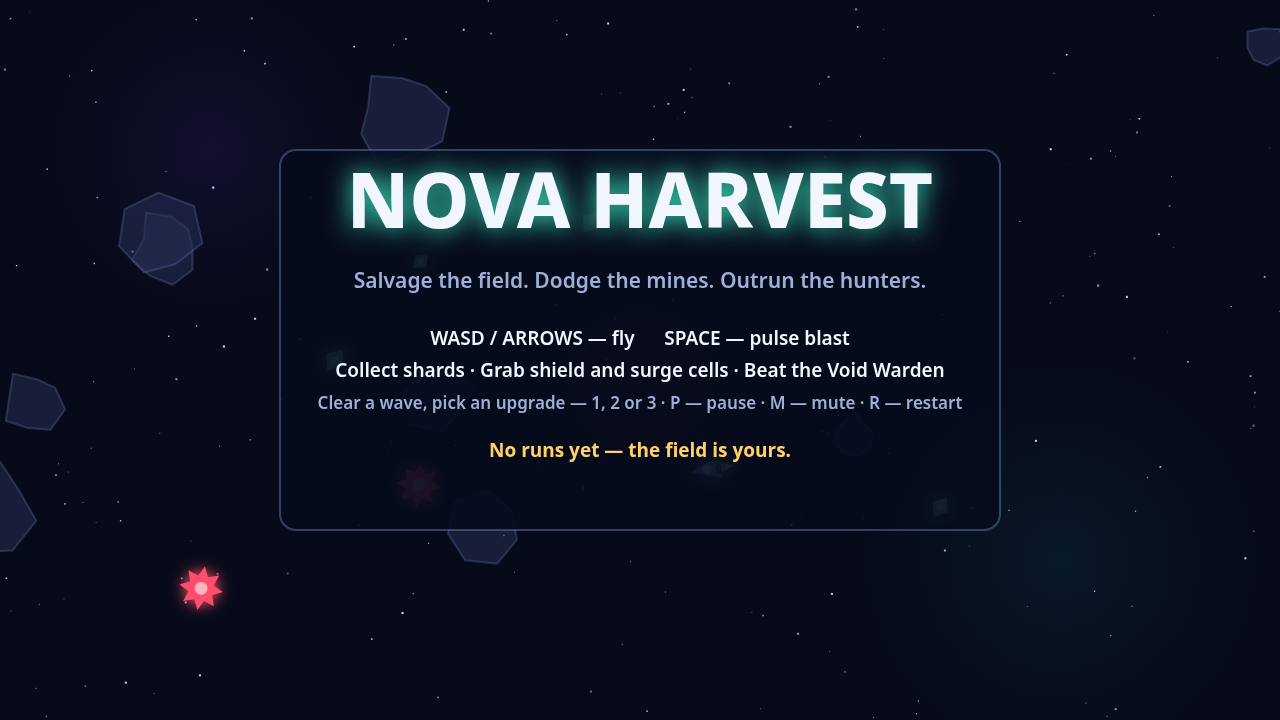 NOVA HARVEST
Salvage the field. Dodge the mines. Outrun the hunters.
WASD / ARROWS — fly SPACE — pulse blast
Collect shards · Grab shield and surge cells · Beat the Void Warden
Clear a wave, pick an upgrade — 1, 2 or 3 · P — pause · M — mute · R — restart
No runs yet — the field is yours.